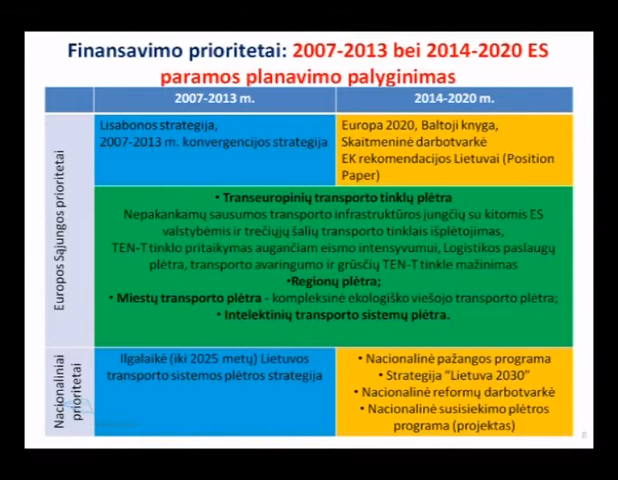 Finansavimo prioritetai: 2007-2013 bei 2014-2020 ES
paramos planavimo palyginimas
2007-2013 m.
2014-2020 m.
Europos Sąjungos prioritetai
Lisabonos strategija,
2007-2013 m. konvergencijos strategija
Europa 2020, Baltoji knyga,
Skaitmeninė darbotvarkė
EK rekomendacijos Lietuvai (Position
Paper)
• Transeuropinių transporto tinklų plėtra
Nepakankamų sausumos transporto infrastruktūros jungčių su kitomis ES
valstybėmis ir trečiųjų šalių transporto tinklais išplėtojimas,
TEN-T tinklo pritaikymas augančiam eismo intensyvumui, Logistikos paslaugų
plėtra, transporto avaringumo ir grūsčių TEN-T tinkle mažinimas
•Regionų plėtra;
• Miestų transporto plėtra - kompleksinė ekologiško viešojo transporto plėtra;
• Intelektinių transporto sistemų plėtra.
Nacionaliniai
prioritetai
Ilgalaikė (iki 2025 metų) Lietuvos
transporto sistemos plėtros strategija
• Nacionalinė pažangos programa
• Strategija "Lietuva 2030"
• Nacionalinė reformų darbotvarkė
• Nacionalinė susisiekimo plėtros
programa (projektas)
8